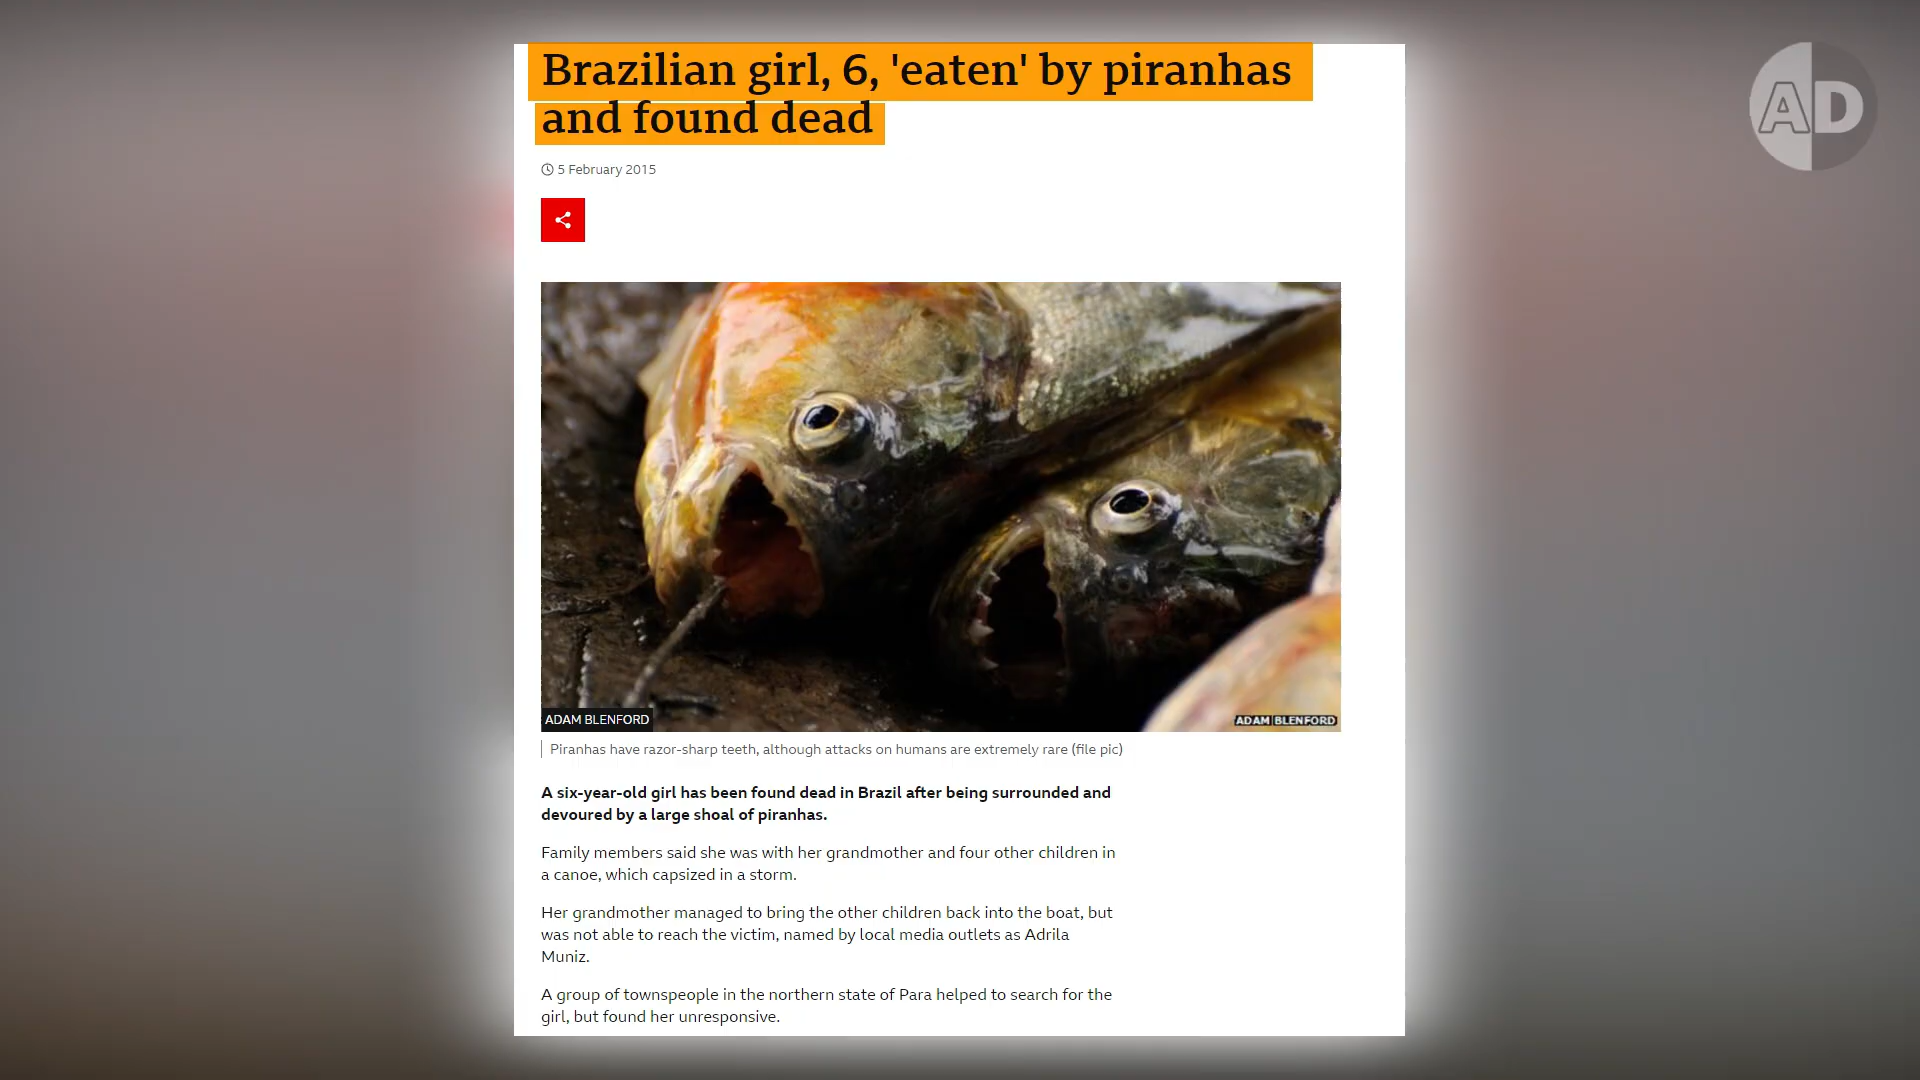 Brazilian girl, 6, 'eaten' by piranhas
and found dead
5 February 2015
AD
ADAM BLENFORD
ADAM BLENFORD
Piranhas have razor-sharp teeth, although attacks on humans are extremely rare (file pic)
A six-year-old girl has been found dead in Brazil after being surrounded and
devoured by a large shoal of piranhas.
Family members said she was with her grandmother and four other children in
a canoe, which capsized in a storm.
Her grandmother managed to bring the other children back into the boat, but
was not able to reach the victim, named by local media outlets as Adrila
Muniz.
A group of townspeople in the northern state of Para helped to search for the
girl, but found her unresponsive.